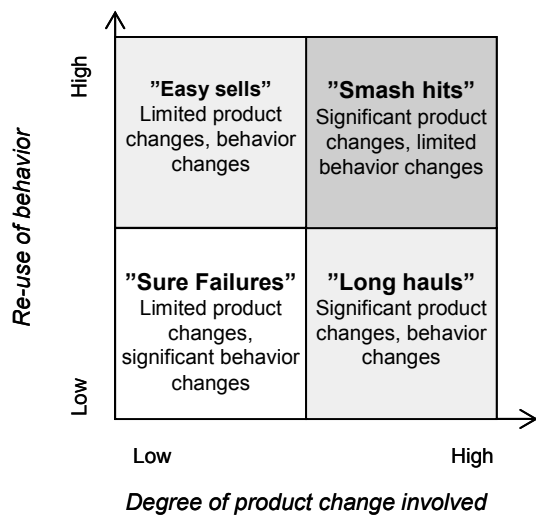 High
”Easy sells”
Limited product
changes, behavior
changes
”Smash hits”
Significant product
changes, limited
behavior changes
Re-use of behavior
”Sure Failures”
Limited product
changes,
significant behavior
changes
”Long hauls”
Significant product
changes, behavior
changes
Low
Low
High
Degree of product change involved